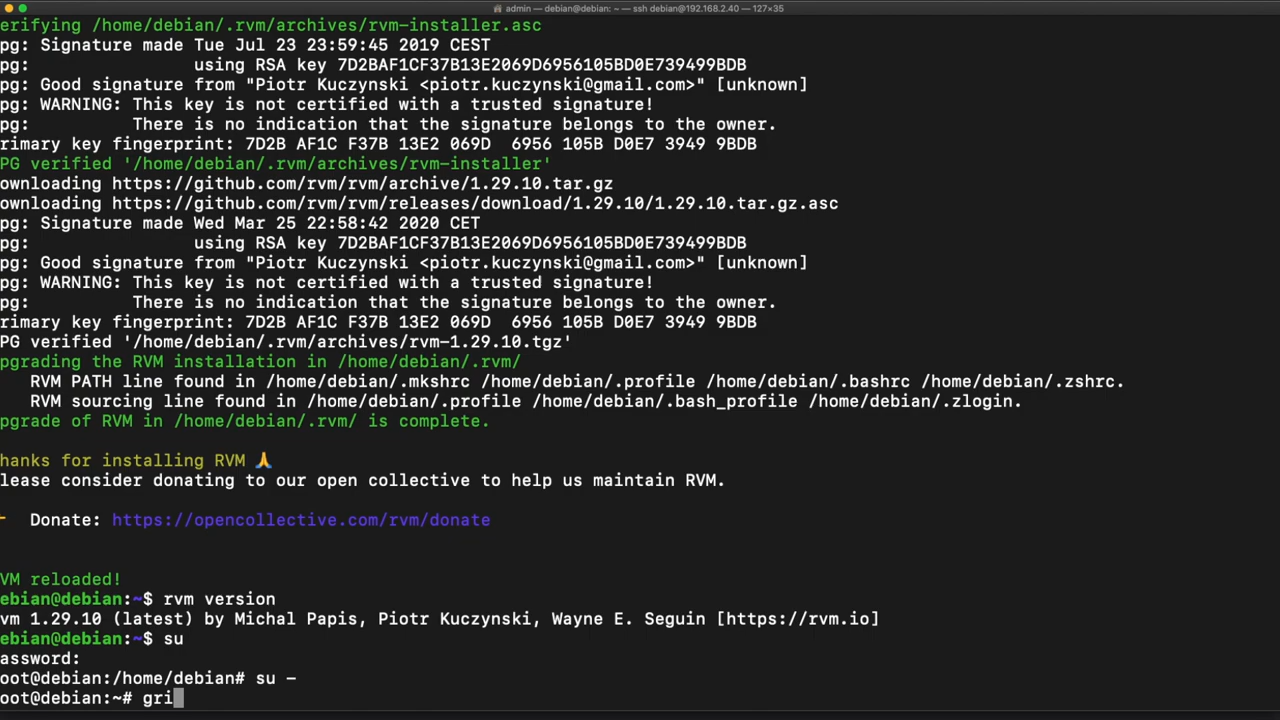 admin — debian@debian: ~ — ssh debian@192.168.2.40 — 127×35
erifying /home/debian/.rvm/archives/rvm-installer.asc
pg: Signature made Tue Jul 23 23:59:45 2019 CEST
pg:                using RSA key 7D2BAF1CF37B13E2069D6956105BD0E739499BDB
pg: Good signature from "Piotr Kuczynski <piotr.kuczynski@gmail.com>" [unknown]
pg: WARNING: This key is not certified with a trusted signature!
pg:          There is no indication that the signature belongs to the owner.
rimary key fingerprint: 7D2B AF1C F37B 13E2 069D  6956 105B D0E7 3949 9BDB
PG verified '/home/debian/.rvm/archives/rvm-installer'
ownloading https://github.com/rvm/rvm/archive/1.29.10.tar.gz
ownloading https://github.com/rvm/rvm/releases/download/1.29.10/1.29.10.tar.gz.asc
pg: Signature made Wed Mar 25 22:58:42 2020 CET
pg:                using RSA key 7D2BAF1CF37B13E2069D6956105BD0E739499BDB
pg: Good signature from "Piotr Kuczynski <piotr.kuczynski@gmail.com>" [unknown]
pg: WARNING: This key is not certified with a trusted signature!
pg:          There is no indication that the signature belongs to the owner.
rimary key fingerprint: 7D2B AF1C F37B 13E2 069D  6956 105B D0E7 3949 9BDB
PG verified '/home/debian/.rvm/archives/rvm-1.29.10.tgz'
pgrading the RVM installation in /home/debian/.rvm/
RVM PATH line found in /home/debian/.mkshrc /home/debian/.profile /home/debian/.bashrc /home/debian/.zshrc.
RVM sourcing line found in /home/debian/.profile /home/debian/.bash_profile /home/debian/.zlogin.
pgrade of RVM in /home/debian/.rvm/ is complete.
hanks for installing RVM 🙏
lease consider donating to our open collective to help us maintain RVM.
Donate: https://opencollective.com/rvm/donate
VM reloaded!
ebian@debian:~$ rvm version
vm 1.29.10 (latest) by Michal Papis, Piotr Kuczynski, Wayne E. Seguin [https://rvm.io]
ebian@debian:~$ su
assword:
oot@debian:/home/debian# su -
oot@debian:~# gri